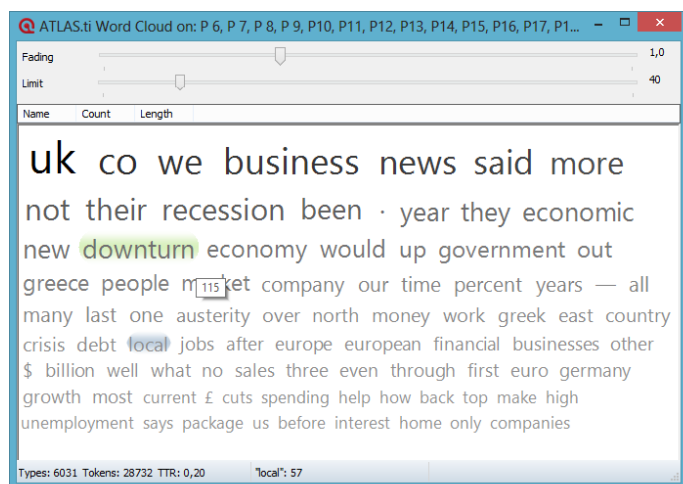 ATLAS.ti Word Cloud on: P 6, P 7, P 8, P 9, P10, P11, P12, P13, P14, P15, P16, P17, P1...
Fading 1,0
Limit 40
Name Count Length
uk co we business news said more
not their recession been · year they economic
new downturn economy would up government out
greece people company our time percent years — all
115
many last one austerity over north money work greek east country
crisis debt local jobs after europe european financial businesses other
$ billion well what no sales three even through first euro germany
growth most current £ cuts spending help how back top make high
unemployment says package us before interest home only companies
Types: 6031 Tokens: 28732 TTR: 0,20 "local": 57